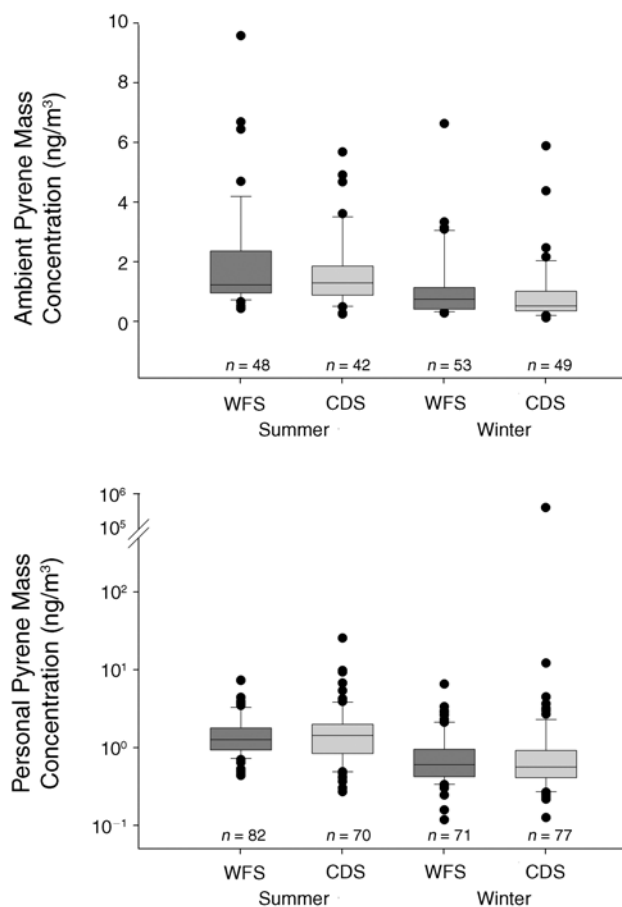 Ambient Pyrene Mass
Concentration (ng/m³)
10
8
6
4
2
0
n = 48 n = 42 n = 53 n = 49
WFS CDS WFS CDS
Summer Winter
Personal Pyrene Mass
Concentration (ng/m³)
10⁶
10⁵
10²
10¹
10⁰
10⁻¹
n = 82 n = 70 n = 71 n = 77
WFS CDS WFS CDS
Summer Winter